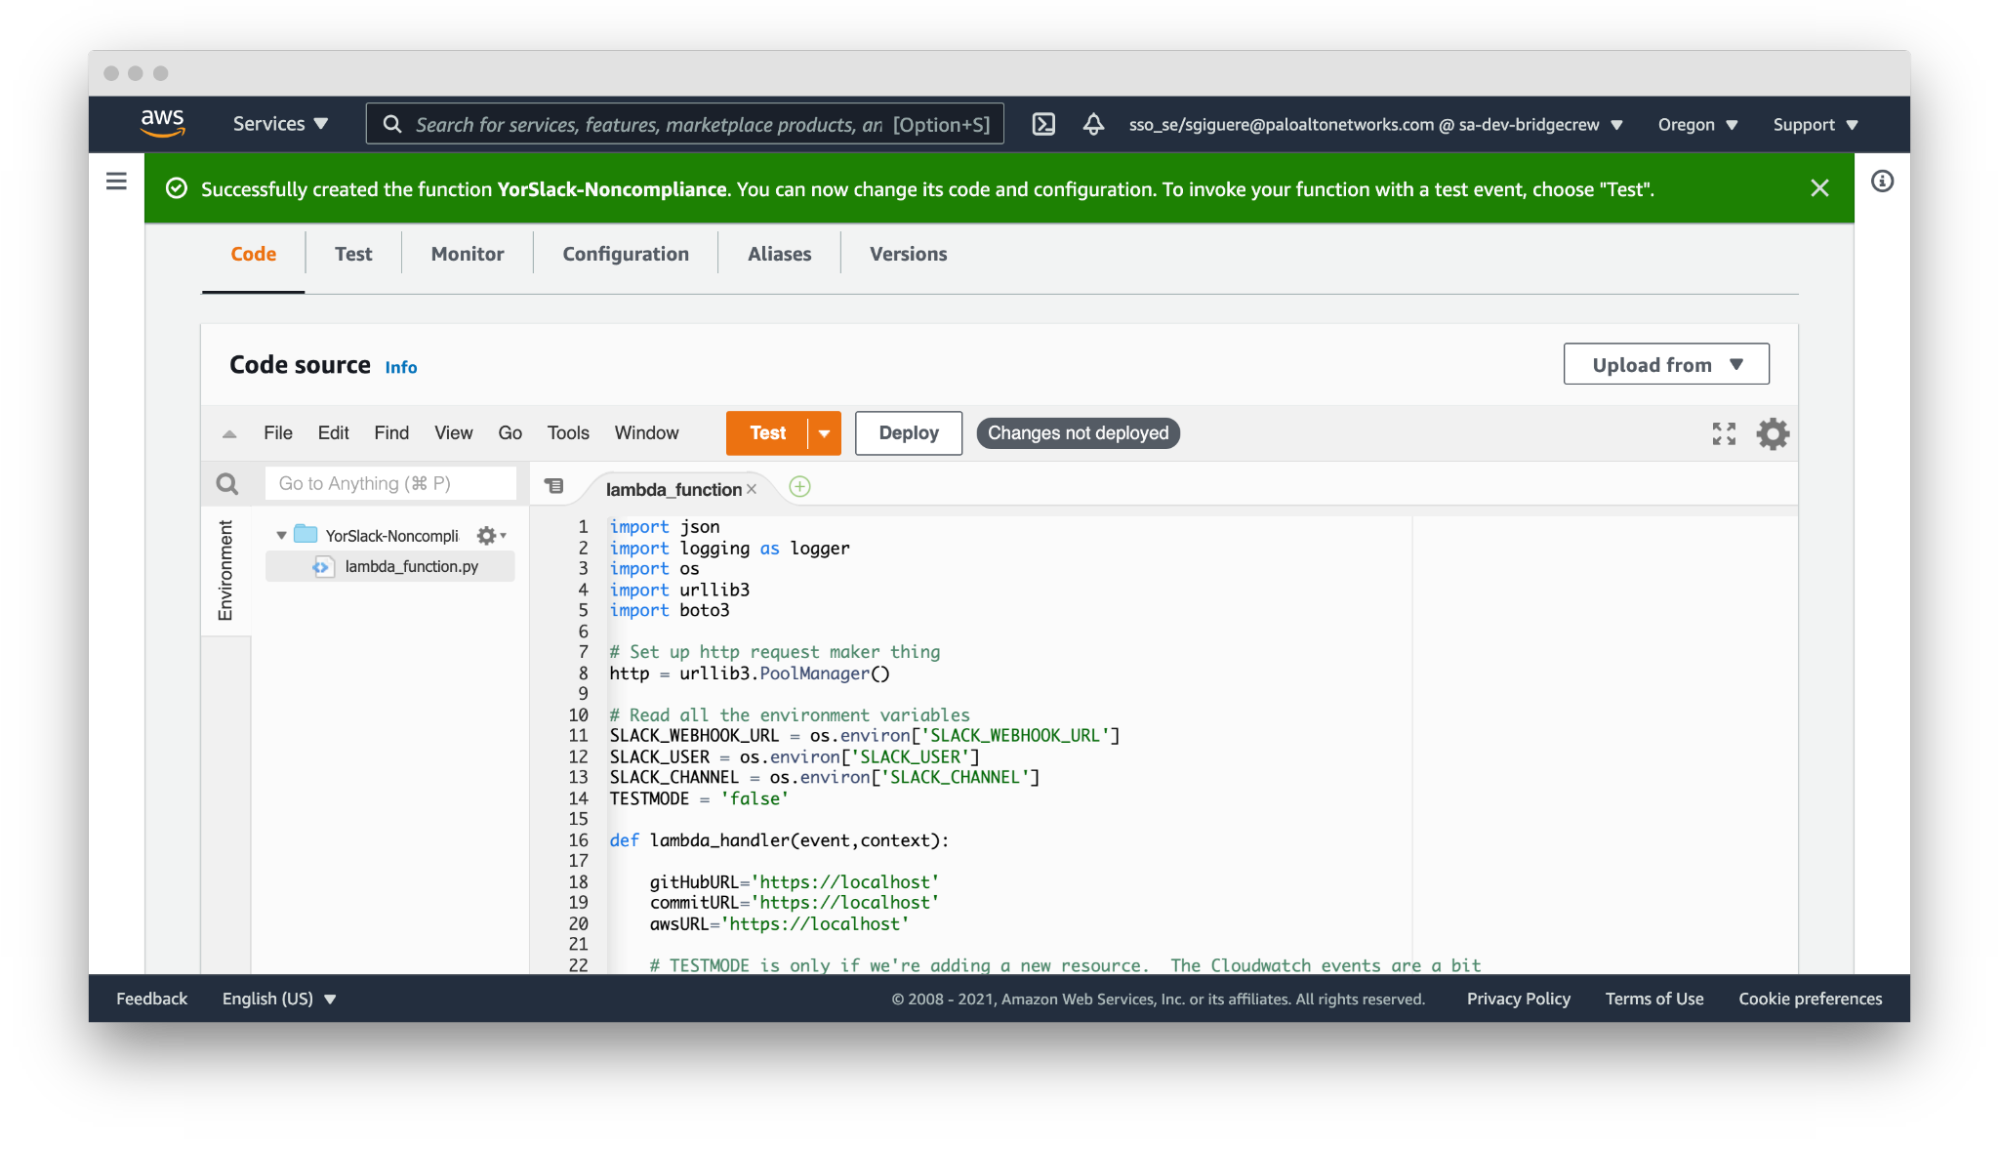 aws Services Search for services, features, marketplace products, an [Option+S] sso_se/sgiguere@paloaltonetworks.com @ sa-dev-bridgecrew Oregon Support
Successfully created the function YorSlack-Noncompliance. You can now change its code and configuration. To invoke your function with a test event, choose "Test".
Code Test Monitor Configuration Aliases Versions
Code source Info Upload from
File Edit Find View Go Tools Window Test Deploy Changes not deployed
Go to Anything (⌘ P) lambda_function
Environment
YorSlack-Noncompli
lambda_function.py
1 import json
2 import logging as logger
3 import os
4 import urllib3
5 import boto3
6
7 # Set up http request maker thing
8 http = urllib3.PoolManager()
9
10 # Read all the environment variables
11 SLACK_WEBHOOK_URL = os.environ['SLACK_WEBHOOK_URL']
12 SLACK_USER = os.environ['SLACK_USER']
13 SLACK_CHANNEL = os.environ['SLACK_CHANNEL']
14 TESTMODE = 'false'
15
16 def lambda_handler(event,context):
17
18 gitHubURL='https://localhost'
19 commitURL='https://localhost'
20 awsURL='https://localhost'
21
22 # TESTMODE is only if we're adding a new resource.  The Cloudwatch events are a bit
Feedback English (US) © 2008 - 2021, Amazon Web Services, Inc. or its affiliates. All rights reserved. Privacy Policy Terms of Use Cookie preferences